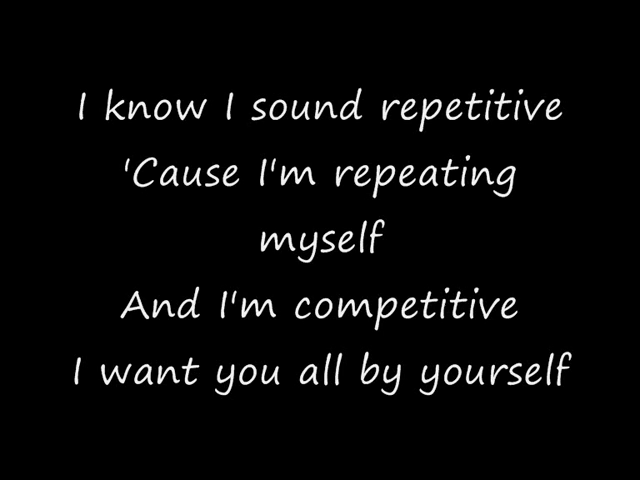 I know I sound repetitive
'Cause I'm repeating
myself
And I'm competitive
I want you all by yourself